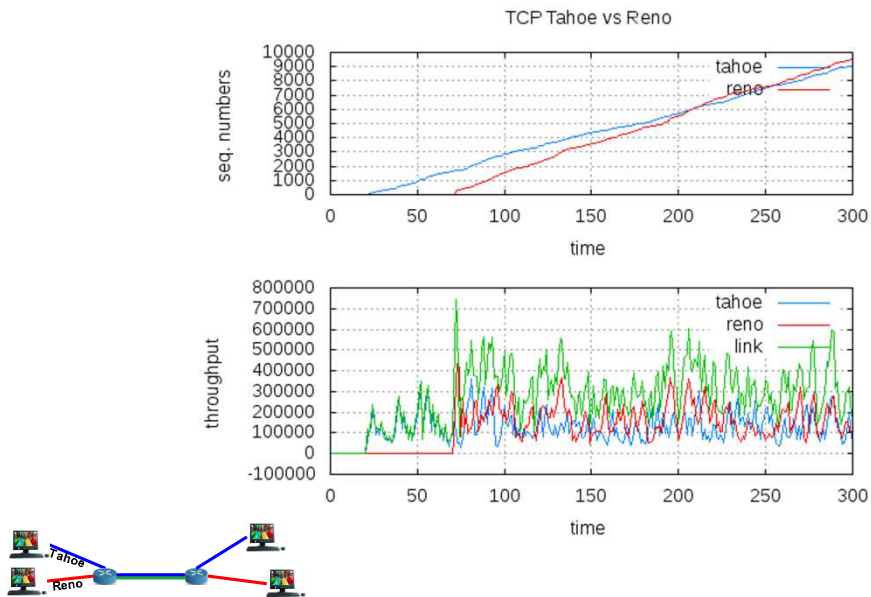 TCP Tahoe vs Reno
10000
9000
8000
7000
6000
5000
4000
3000
2000
1000
0
seq. numbers
tahoe
reno
0 50 100 150 200 250 300
time
800000
700000
600000
500000
400000
300000
200000
100000
0
-100000
throughput
tahoe
reno
link
0 50 100 150 200 250 300
time
Tahoe
Reno